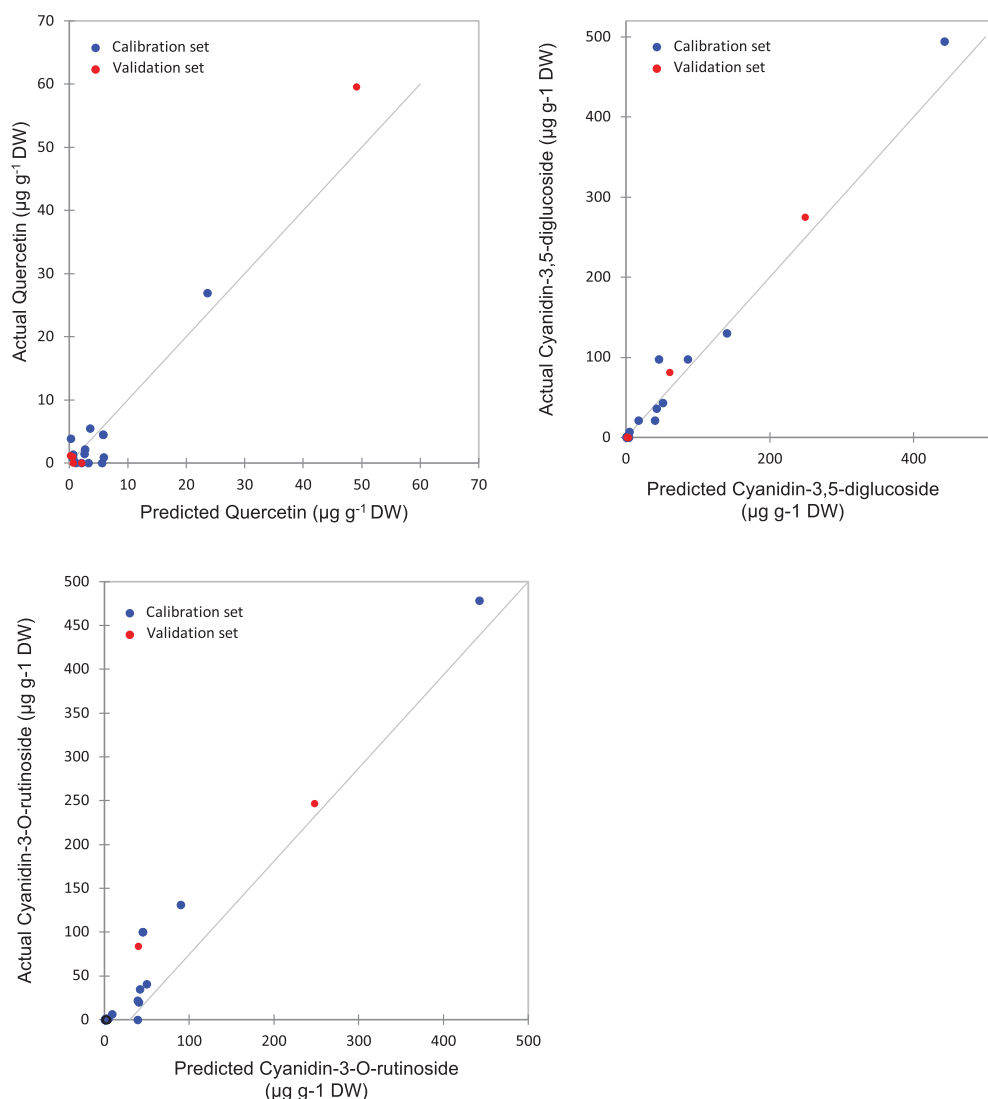 70
60
50
40
30
20
10
0
Actual Quercetin (µg g-1 DW)
Calibration set
Validation set
0 10 20 30 40 50 60 70
Predicted Quercetin (µg g-1 DW)
500
400
300
200
100
0
Actual Cyanidin-3,5-diglucoside (µg g-1 DW)
Calibration set
Validation set
0 200 400
Predicted Cyanidin-3,5-diglucoside
(µg g-1 DW)
500
450
400
350
300
250
200
150
100
50
0
Actual Cyanidin-3-O-rutinoside (µg g-1 DW)
Calibration set
Validation set
0 100 200 300 400 500
Predicted Cyanidin-3-O-rutinoside
(µg g-1 DW)